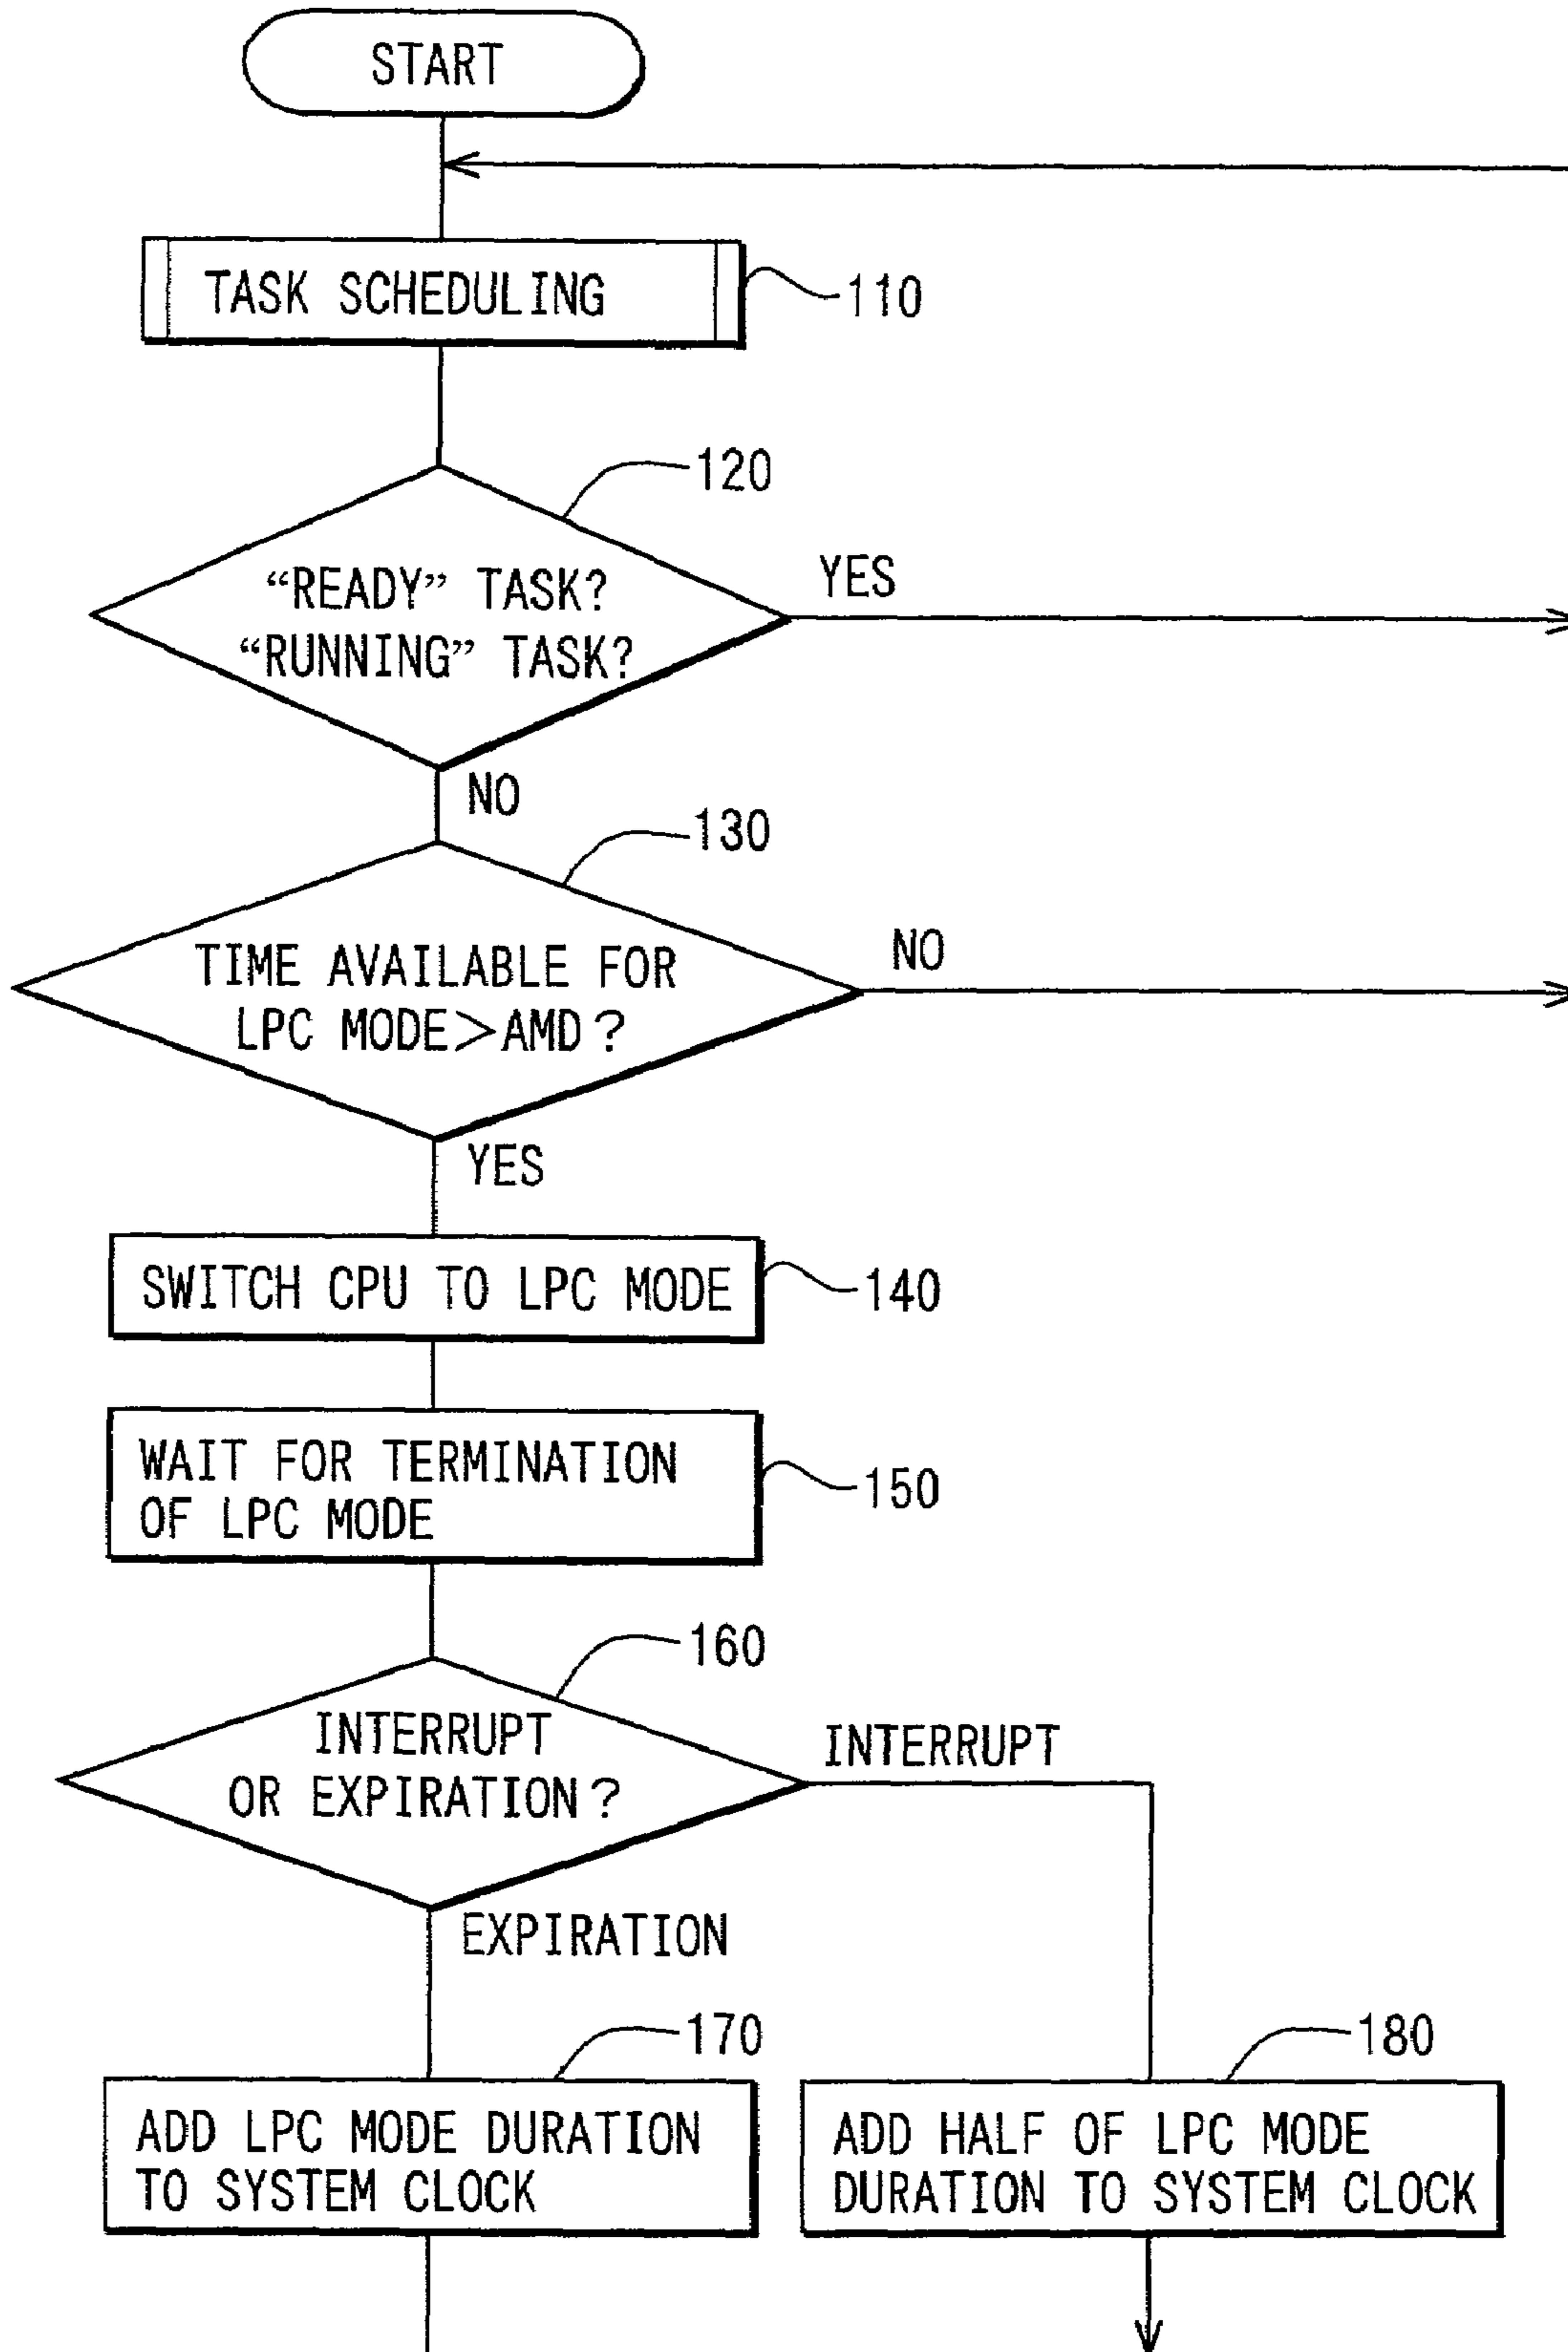 START
TASK SCHEDULING
110
120
“READY” TASK?
“RUNNING” TASK?
YES
NO
130
TIME AVAILABLE FOR
LPC MODE>AMD?
NO
YES
SWITCH CPU TO LPC MODE
140
WAIT FOR TERMINATION
OF LPC MODE
150
160
INTERRUPT
OR EXPIRATION?
INTERRUPT
EXPIRATION
170
ADD LPC MODE DURATION
TO SYSTEM CLOCK
180
ADD HALF OF LPC MODE
DURATION TO SYSTEM CLOCK